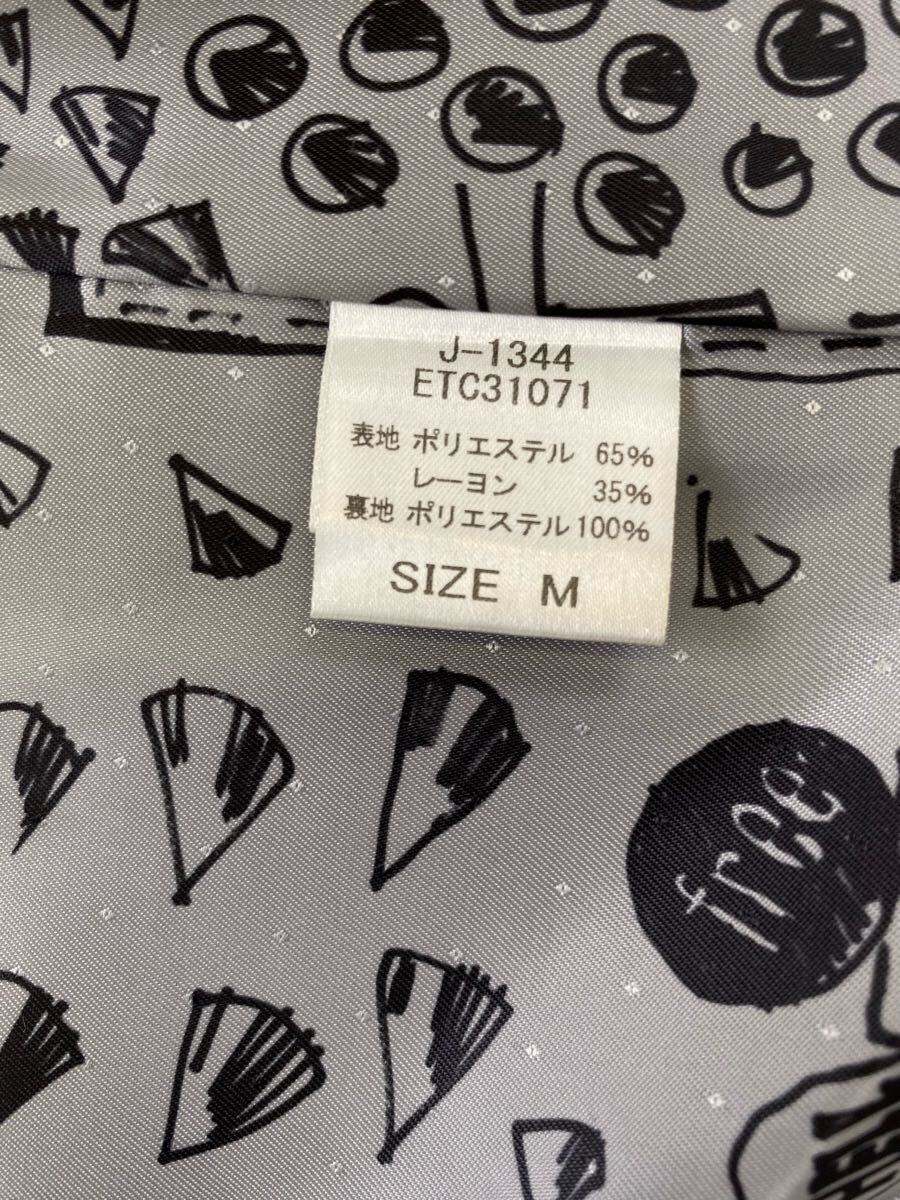 J-1344
ETC31071
表地 ポリエステル 65%
レーヨン 35%
裏地 ポリエステル 100%
SIZE M
free